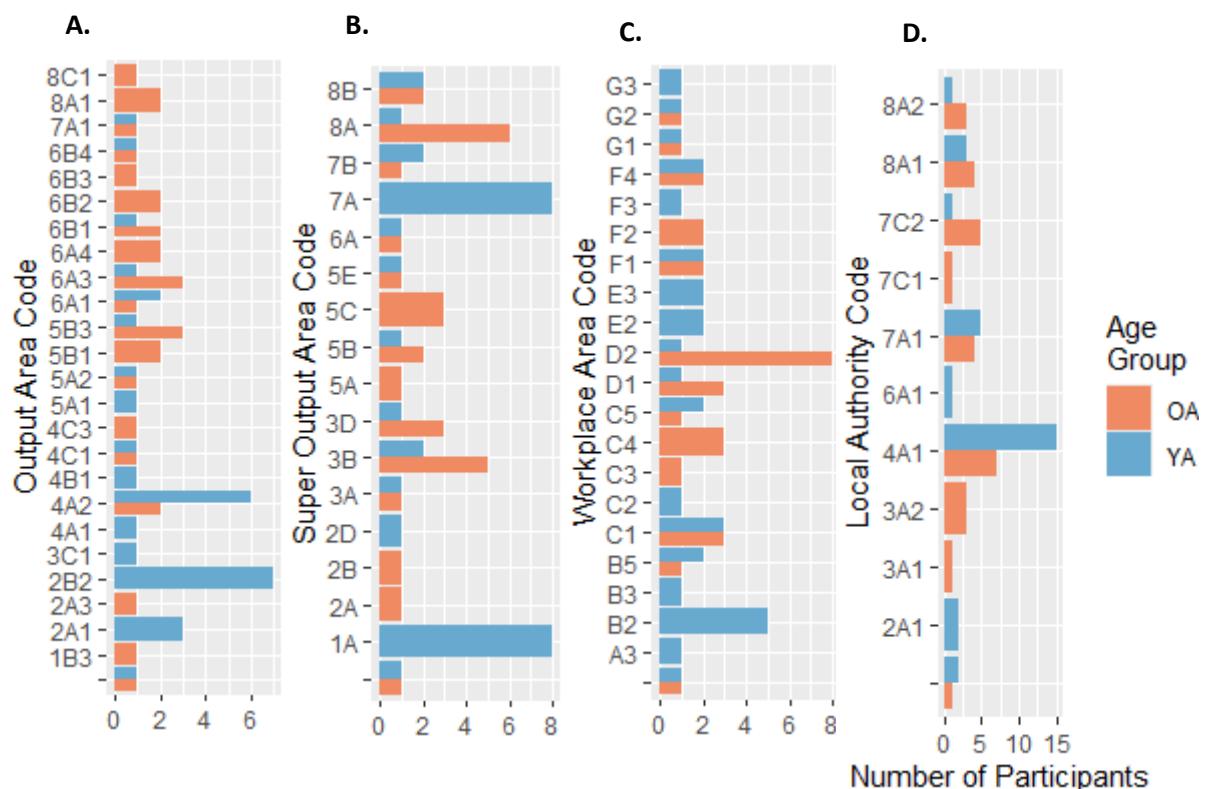 A.
B.
C.
D.
Output Area Code
8C1
8A1
7A1
6B4
6B3
6B2
6B1
6A4
6A3
6A1
5B3
5B1
5A2
5A1
4C3
4C1
4B1
4A2
4A1
3C1
2B2
2A3
2A1
1B3
0 2 4 6
Super Output Area Code
8B
8A
7B
7A
6A
5E
5C
5B
5A
3D
3B
3A
2D
2B
2A
1A
0 2 4 6 8
Workplace Area Code
G3
G2
G1
F4
F3
F2
F1
E3
E2
D2
D1
C5
C4
C3
C2
C1
B5
B3
B2
A3
0 2 4 6 8
Local Authority Code
8A2
8A1
7C2
7C1
7A1
6A1
4A1
3A2
3A1
2A1
0 5 10 15
Number of Participants
Age
Group
OA
YA